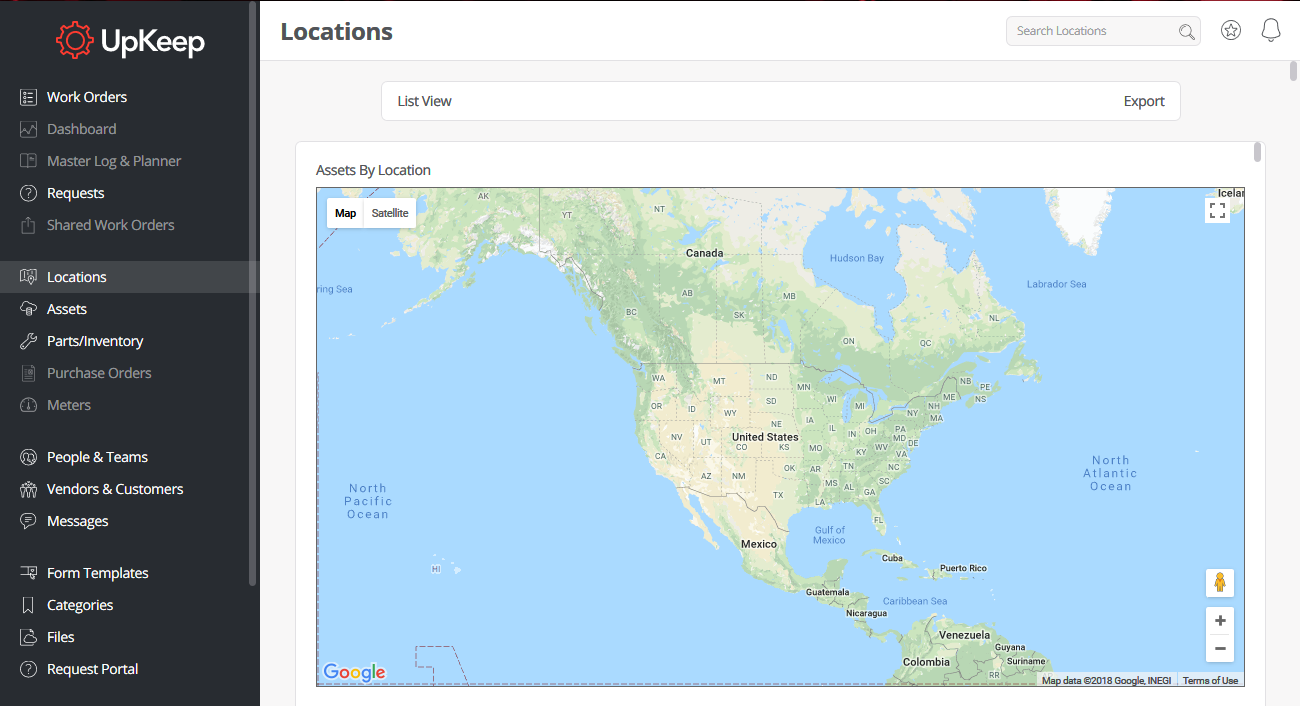 UpKeep
Work Orders
Dashboard
Master Log & Planner
Requests
Shared Work Orders
Locations
Assets
Parts/Inventory
Purchase Orders
Meters
People & Teams
Vendors & Customers
Messages
Form Templates
Categories
Files
Request Portal
Locations
Search Locations
List View
Export
Assets By Location
Map
Satellite
AK
YT
NT
Icelan
Canada
Hudson Bay
Labrador Sea
ring Sea
AB
MB
BC
SK
NL
ON
QC
WA
MT
ND
MN
NB
PE
NS
OR
ID
WY
SD
WI
MI
ME
NH
NY
MA
NE
IA
IL
IN
OH
PA
MD
DE
NV
UT
United States
CO
KS
MO
KY
WV
VA
CA
AZ
NM
OK
AR
TN
NC
MS
AL
SC
GA
TX
LA
FL
North
Pacific
Ocean
North
Atlantic
Ocean
Gulf of
Mexico
Mexico
Cuba
Puerto Rico
HI
Guatemala
Caribbean Sea
Nicaragua
Venezuela
Guyana
Colombia
Suriname
RR
Google
Map data ©2018 Google, INEGI
Terms of Use